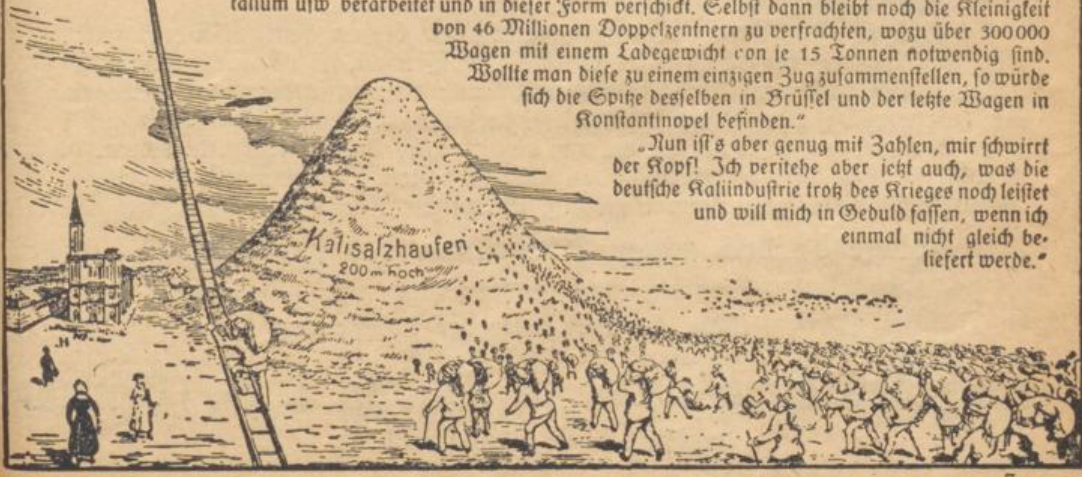 kalium usw verarbeitet und in dieser Form verschickt. Selbst dann bleibt noch die Kleinigkeit
von 46 Millionen Doppelzentnern zu verfrachten, wozu über 300000
Wagen mit einem Ladegewicht von je 15 Tonnen notwendig sind.
Wollte man diese zu einem einzigen Zug zusammenstellen, so würde
sich die Spitze desselben in Brüssel und der letzte Wagen in
Konstantinopel befinden."
„Nun ist's aber genug mit Zahlen, mir schwirrt
der Kopf! Ich verstehe aber jetzt auch, was die
deutsche Kaliindustrie trotz des Krieges noch leistet
und will mich in Geduld fassen, wenn ich
einmal nicht gleich be-
liefert werde."
Kalisalzhaufen
200 m hoch